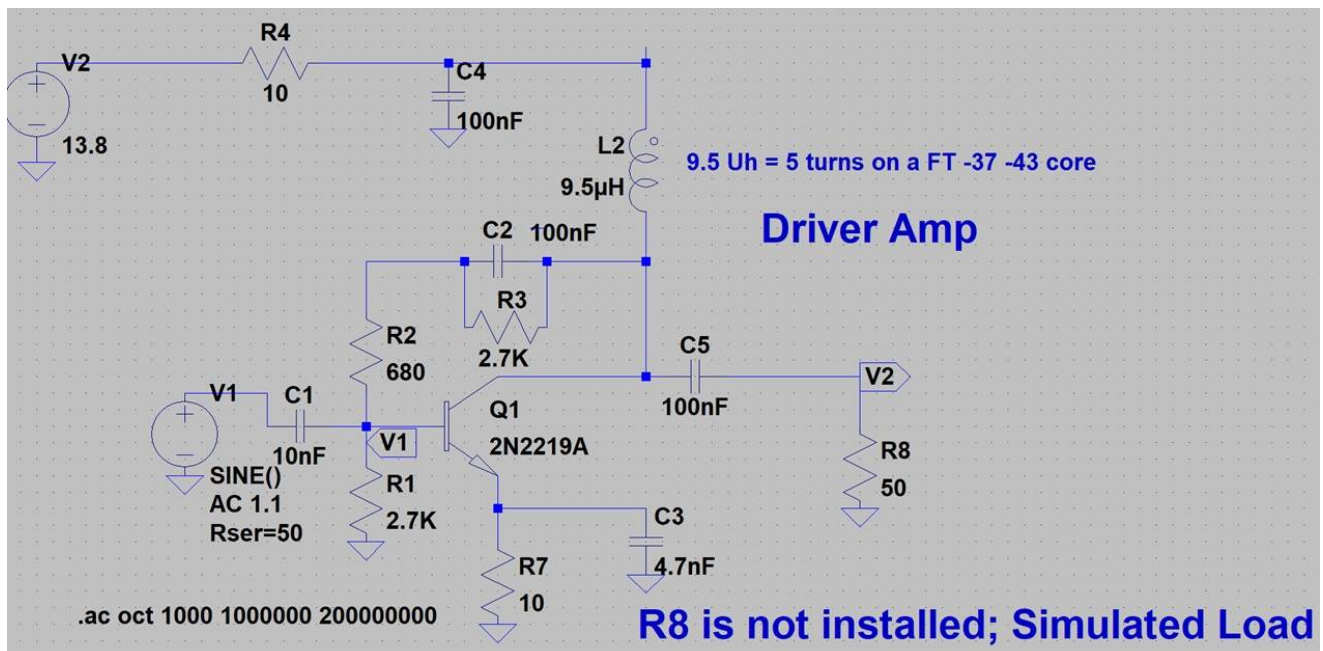 R4
V2
10
C4
100nF
13.8
L2
9.5µH
9.5 Uh = 5 turns on a FT -37 -43 core
Driver Amp
C2
100nF
R3
2.7K
R2
680
C5
100nF
V2
V1
C1
10nF
V1
Q1
2N2219A
SINE()
AC 1.1
Rser=50
R1
2.7K
R8
50
C3
4.7nF
R7
10
.ac oct 1000 1000000 200000000
R8 is not installed; Simulated Load